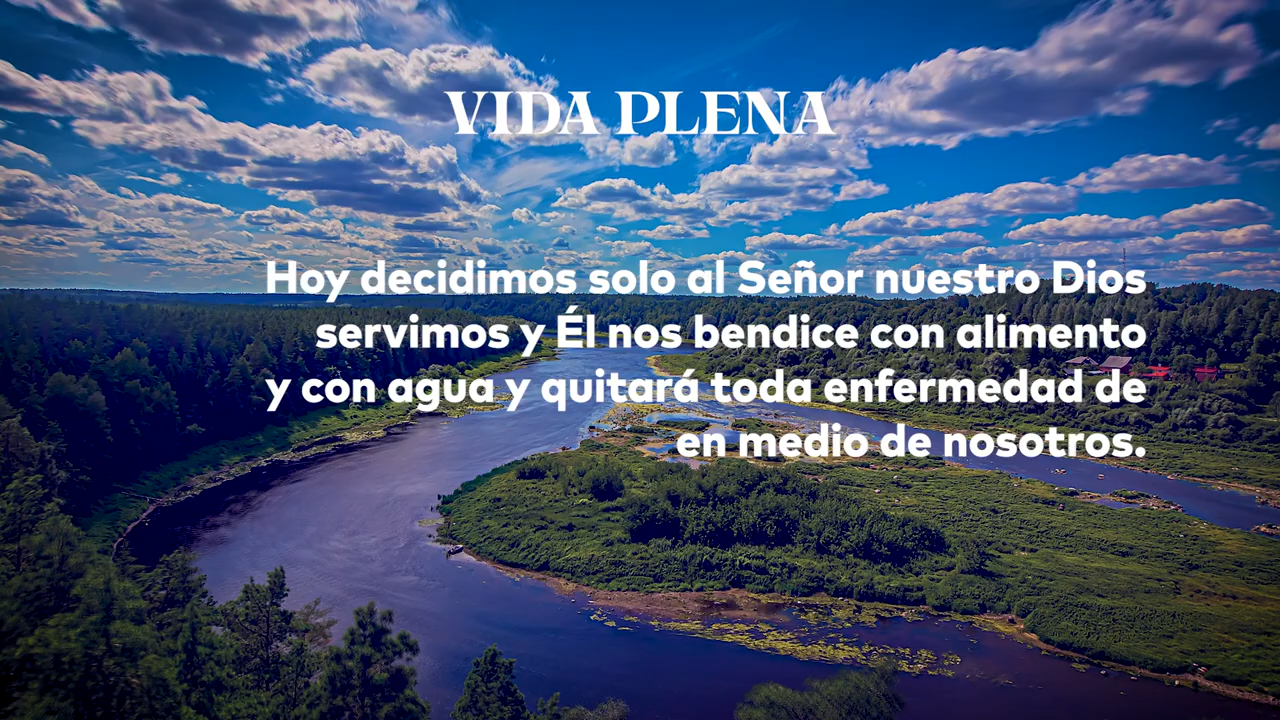 VIDA PLENA
Hoy decidimos solo al Señor nuestro Dios
servimos y Él nos bendice con alimento
y con agua y quitará toda enfermedad de
en medio de nosotros.